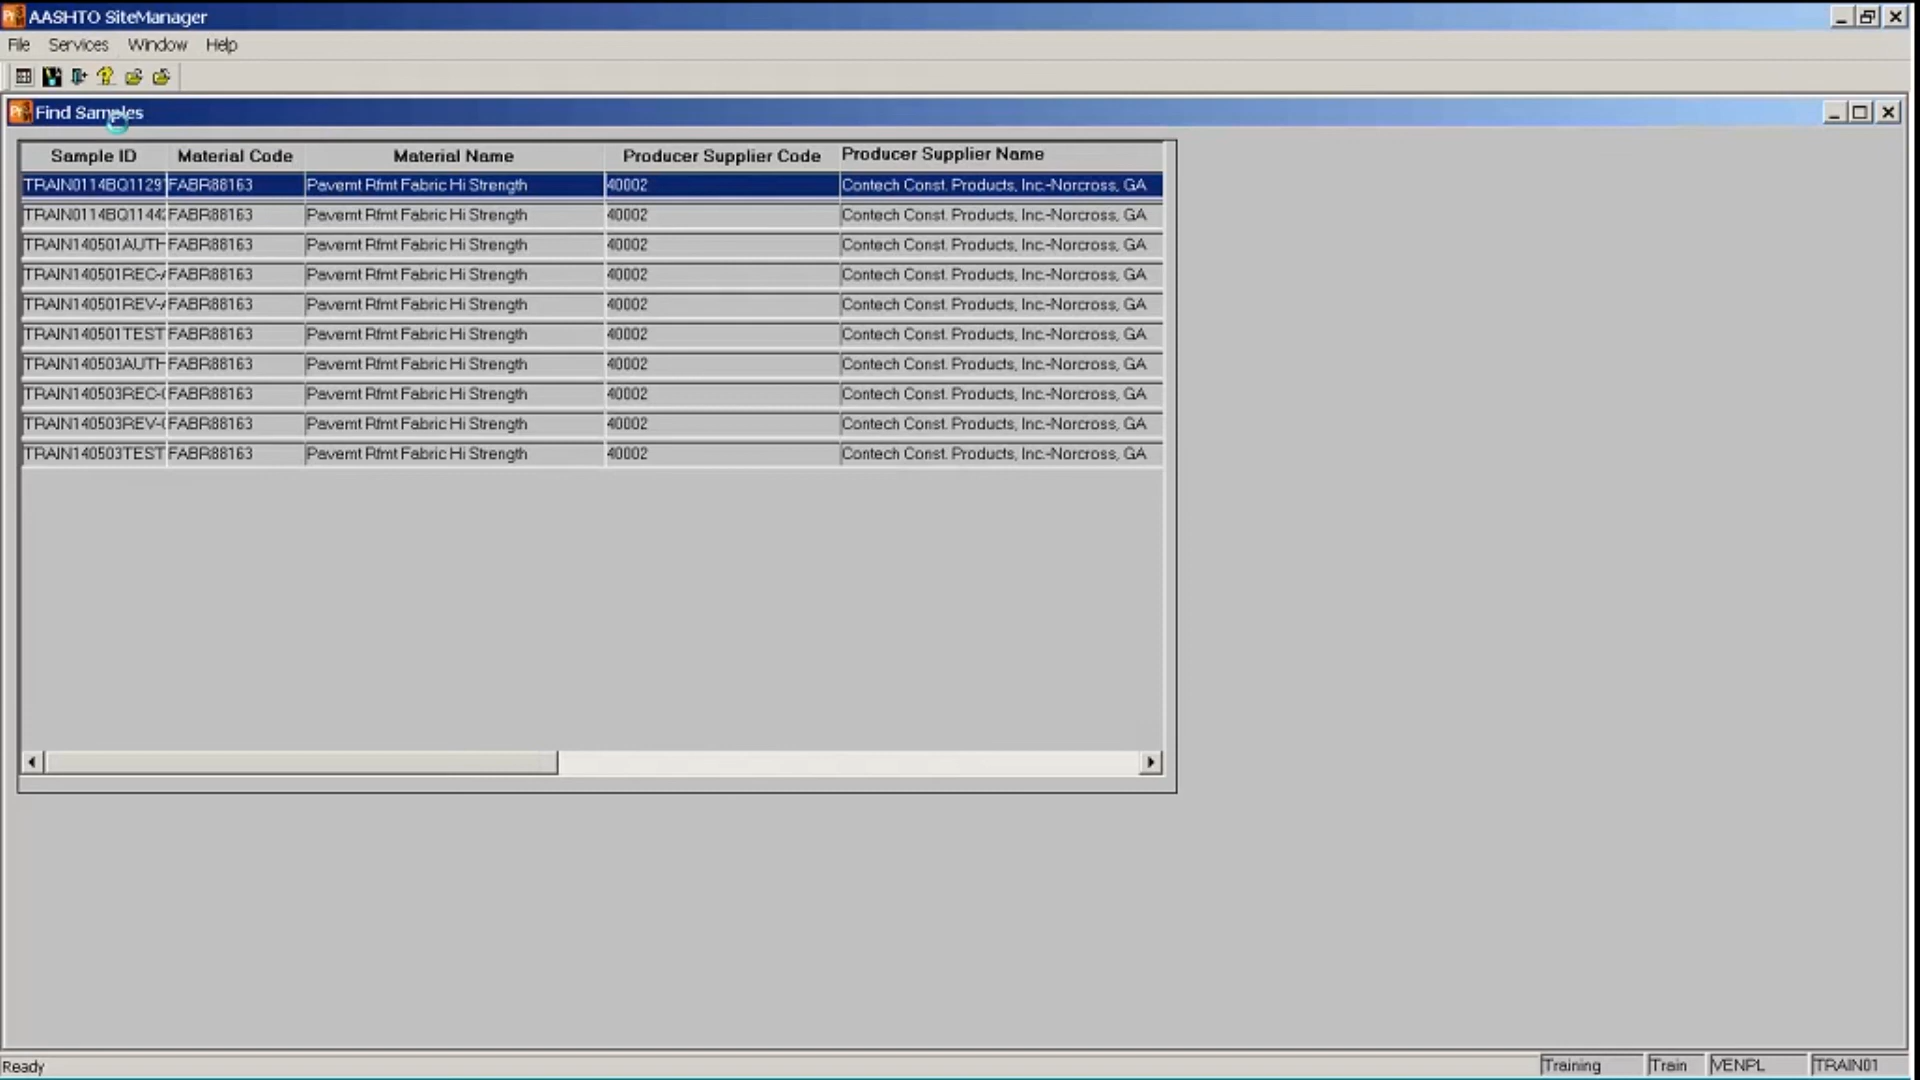 AASHTO SiteManager
File Services Window Help
Find Samples
Sample ID Material Code Material Name Producer Supplier Code Producer Supplier Name
TRAIN0114BQ1129 FABR88163 Pavemt Rfmt Fabric Hi Strength 40002 Contech Const. Products, Inc.-Norcross, GA
TRAIN0114BQ1144 FABR88163 Pavemt Rfmt Fabric Hi Strength 40002 Contech Const. Products, Inc.-Norcross, GA
TRAIN140501AUTH FABR88163 Pavemt Rfmt Fabric Hi Strength 40002 Contech Const. Products, Inc.-Norcross, GA
TRAIN140501REC- FABR88163 Pavemt Rfmt Fabric Hi Strength 40002 Contech Const. Products, Inc.-Norcross, GA
TRAIN140501REV- FABR88163 Pavemt Rfmt Fabric Hi Strength 40002 Contech Const. Products, Inc.-Norcross, GA
TRAIN140501TEST FABR88163 Pavemt Rfmt Fabric Hi Strength 40002 Contech Const. Products, Inc.-Norcross, GA
TRAIN140503AUTH FABR88163 Pavemt Rfmt Fabric Hi Strength 40002 Contech Const. Products, Inc.-Norcross, GA
TRAIN140503REC- FABR88163 Pavemt Rfmt Fabric Hi Strength 40002 Contech Const. Products, Inc.-Norcross, GA
TRAIN140503REV- FABR88163 Pavemt Rfmt Fabric Hi Strength 40002 Contech Const. Products, Inc.-Norcross, GA
TRAIN140503TEST FABR88163 Pavemt Rfmt Fabric Hi Strength 40002 Contech Const. Products, Inc.-Norcross, GA
Ready Training Train VENPL TRAIN01